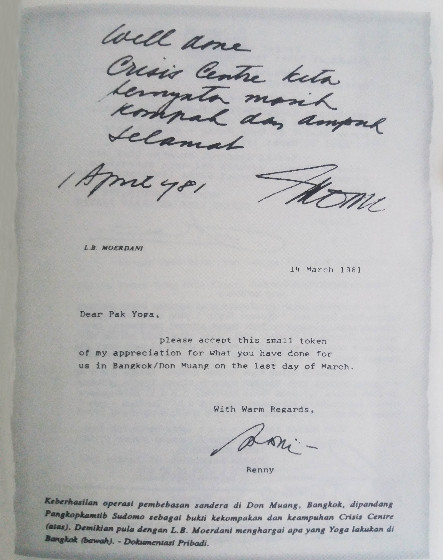 Well done
Crisis Centre kita
ternyata masih
kompak dan ampuh
Selamat
1 April 981
L.B. MOERDANI
14 March 1981
Dear Pak Yoga,
please accept this small token
of my appreciation for what you have done for
us in Bangkok/Don Muang on the last day of March.
With Warm Regards,
Benny
Keberhasilan operasi pembebasan sandera di Don Muang, Bangkok, dipandang
Pangkopkamtib Sudomo sebagai bukti kekompakan dan keampuhan Crisis Centre
(atas). Demikian pula dengan L.B. Moerdani menghargai apa yang Yoga lakukan di
Bangkok (bawah). - Dokumentasi Pribadi.